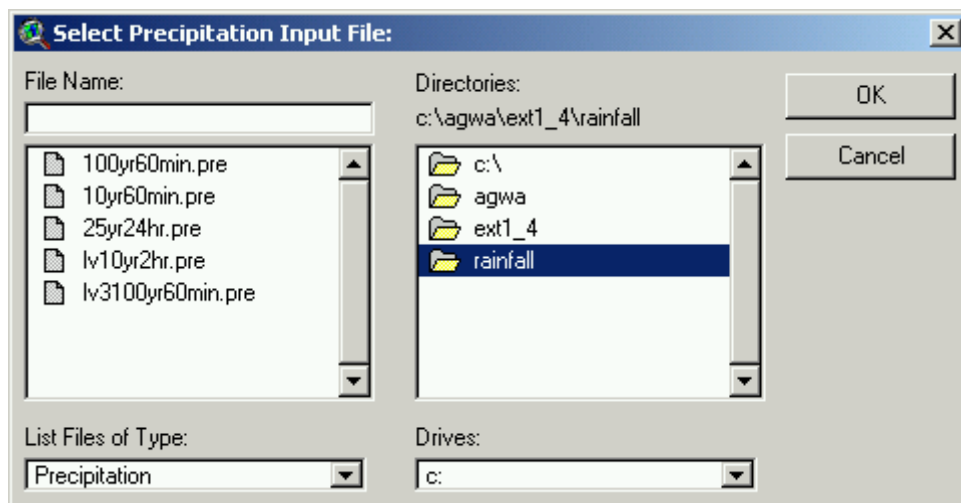 Select Precipitation Input File:
File Name:
100yr60min.pre
10yr60min.pre
25yr24hr.pre
lv10yr2hr.pre
lv3100yr60min.pre
List Files of Type:
Precipitation
Directories:
c:\agwa\ext1_4\rainfall
c:\
agwa
ext1_4
rainfall
Drives:
c:
OK
Cancel